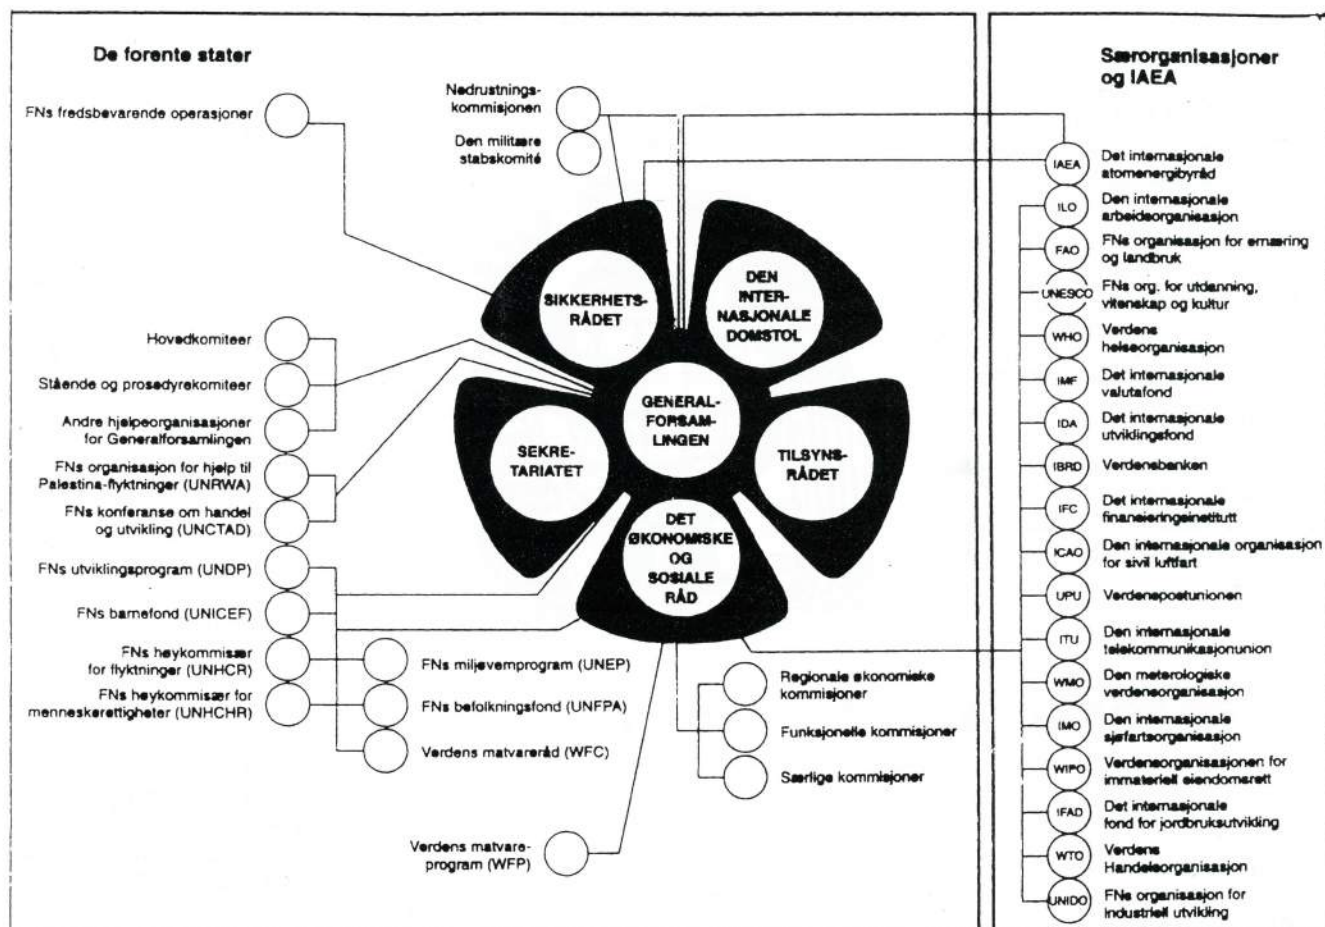 De forente stater
FNs fredsbevarende operasjoner
Nedrustnings-
kommisjonen
Den militære
stabskomité
Hovedkomiteer
Stående og prosedyrekomiteer
Andre hjelpeorganisasjoner
for Generalforsamlingen
FNs organisasjon for hjelp til
Palestina-flyktninger (UNRWA)
FNs konferanse om handel
og utvikling (UNCTAD)
FNs utviklingsprogram (UNDP)
FNs barnefond (UNICEF)
FNs høykommisær
for flyktninger (UNHCR)
FNs høykommisær for
menneskerettigheter (UNHCHR)
FNs miljøvernprogram (UNEP)
FNs befolkningsfond (UNFPA)
Verdens matvareråd (WFC)
Verdens matvare-
program (WFP)
SIKKERHETS-
RÅDET
DEN
INTER-
NASJONALE
DOMSTOL
GENERAL-
FORSAM-
LINGEN
SEKRE-
TARIATET
TILSYNS-
RÅDET
DET
ØKONOMISKE
OG
SOSIALE
RÅD
Regionale økonomiske
kommisjoner
Funksjonelle kommisjoner
Særlige kommisjoner
Særorganisasjoner
og IAEA
IAEA Det internasjonale
atomenergibyråd
ILO Den internasjonale
arbeidsorganisasjon
FAO FNs organisasjon for ernæring
og landbruk
UNESCO FNs org. for utdanning,
vitenskap og kultur
WHO Verdens
helseorganisasjon
IMF Det internasjonale
valutafond
IDA Det internasjonale
utviklingsfond
IBRD Verdensbanken
IFC Det internasjonale
finansieringsinstitutt
ICAO Den internasjonale organisasjon
for sivil luftfart
UPU Verdenspostunionen
ITU Den internasjonale
telekommunikasjonunion
WMO Den meterologiske
verdensorganisasjon
IMO Den internasjonale
sjøfartsorganisasjon
WIPO Verdensorganisasjonen for
immateriell eiendomsrett
IFAD Det internasjonale
fond for jordbruksutvikling
WTO Verdens
Handelsorganisasjon
UNIDO FNs organisasjon for
industriell utvikling